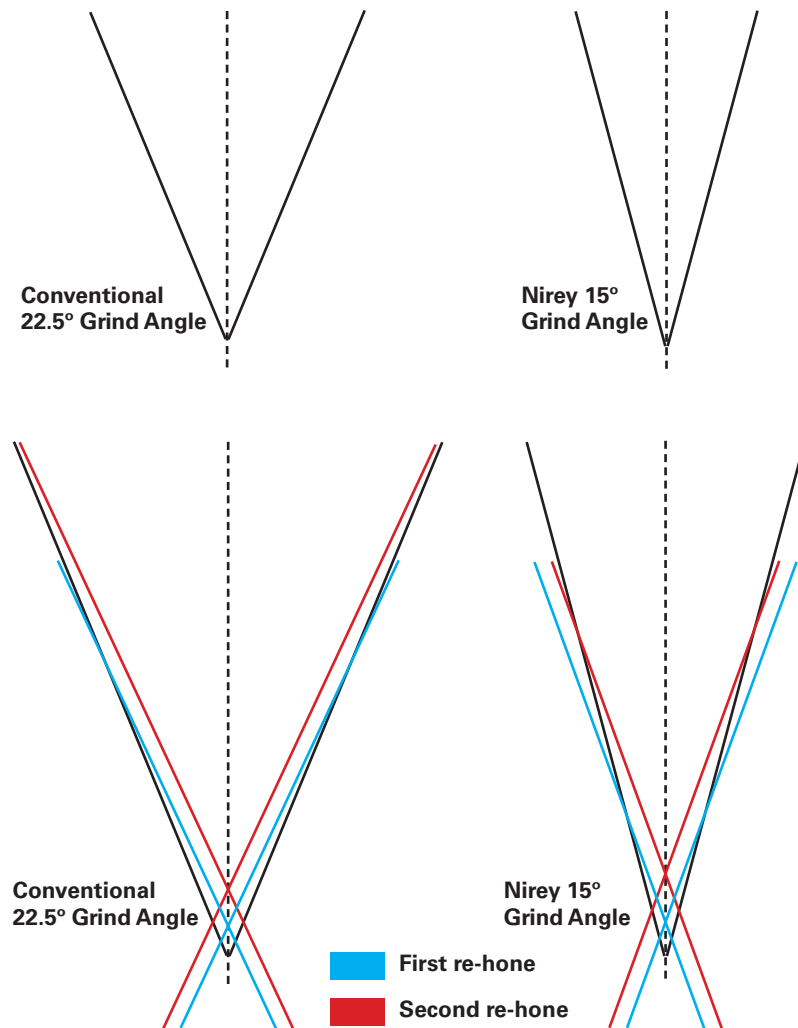 Conventional
22.5º Grind Angle
Nirey 15º
Grind Angle
Conventional
22.5º Grind Angle
Nirey 15º
Grind Angle
First re-hone
Second re-hone